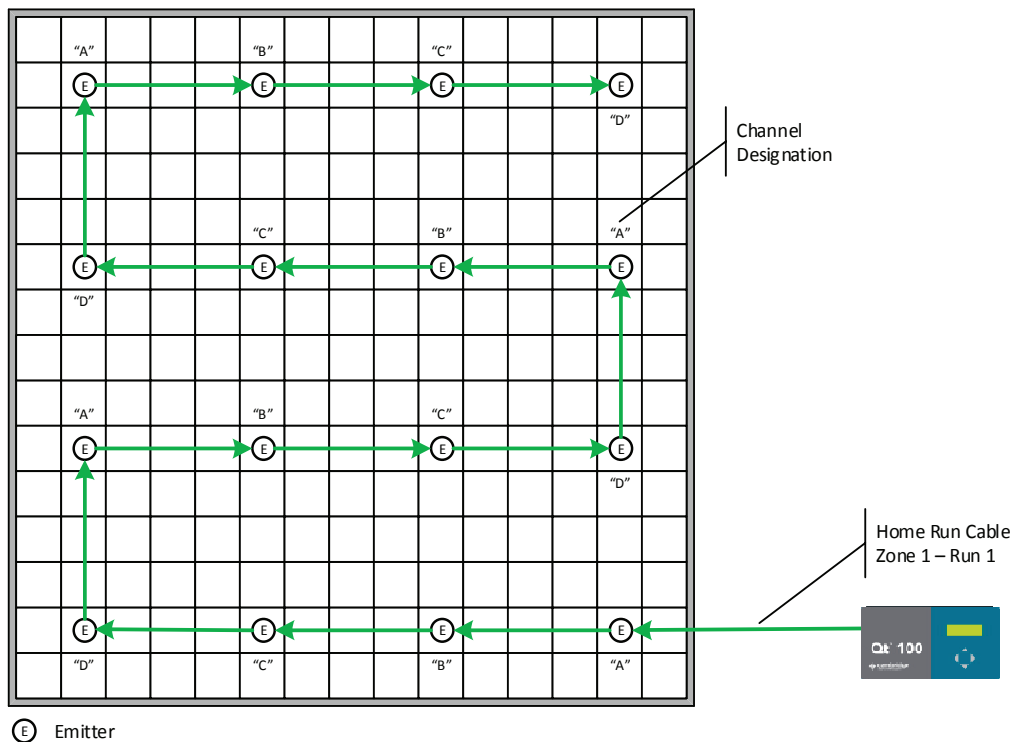 “A” “B” “C”
E E E E
“D”
Channel
Designation
“C” “B” “A”
E E E E
“D”
“A” “B” “C”
E E E E
“D”
Home Run Cable
Zone 1 – Run 1
E E E E
“D” “C” “B” “A”
Qt 100
E Emitter